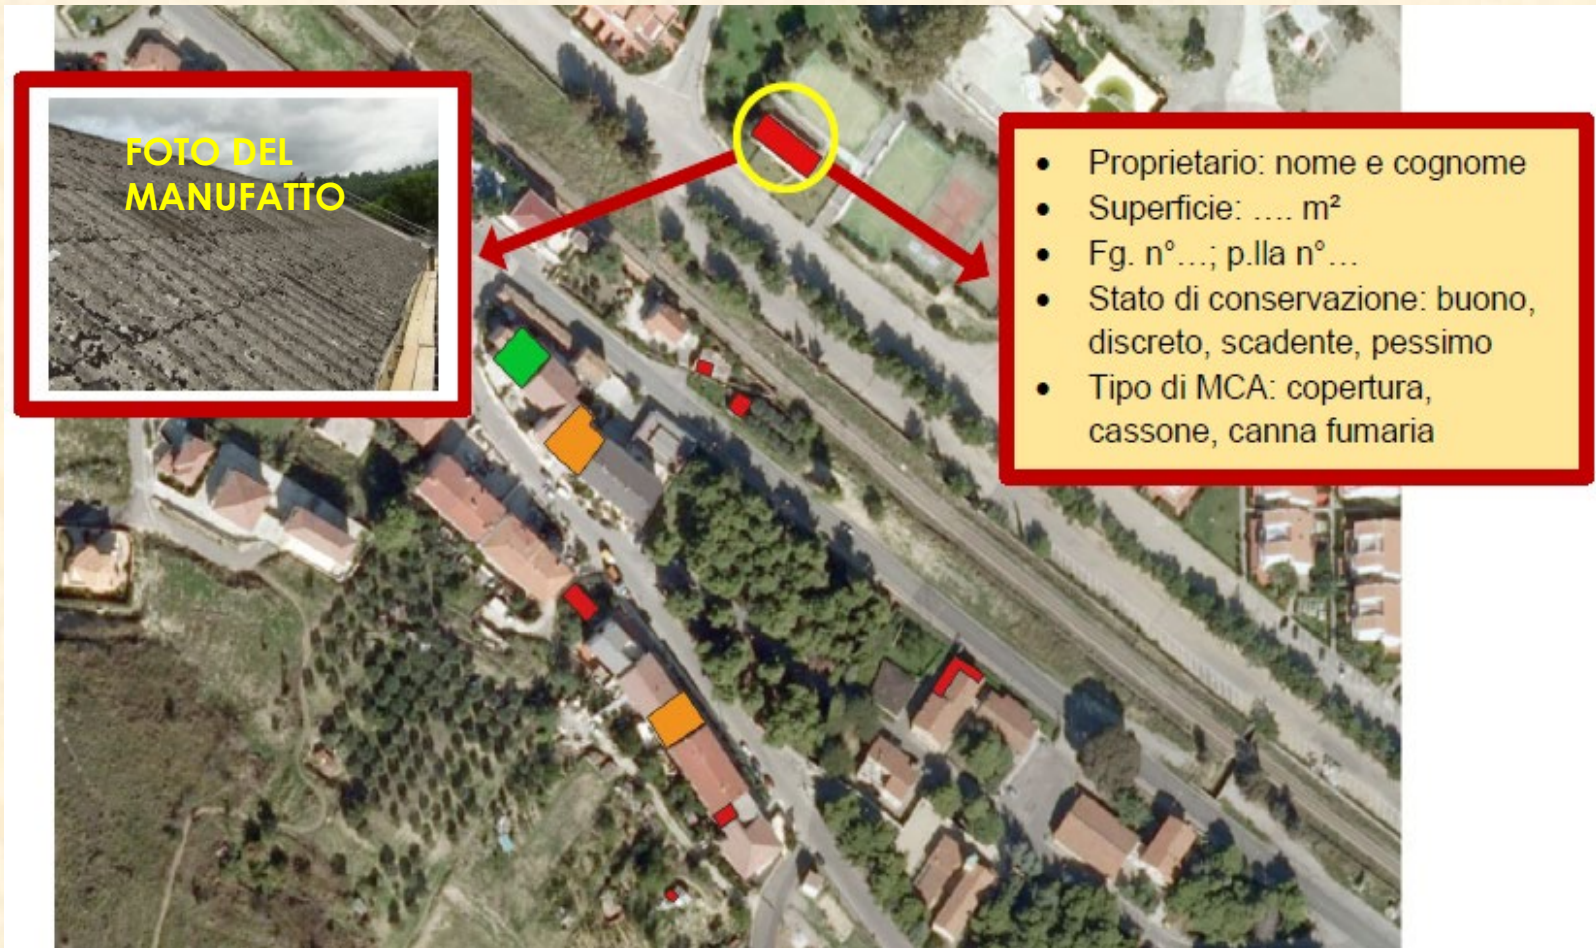 FOTO DEL
MANUFATTO
• Proprietario: nome e cognome
• Superficie: .... m²
• Fg. n°...; p.lla n°...
• Stato di conservazione: buono,
discreto, scadente, pessimo
• Tipo di MCA: copertura,
cassone, canna fumaria